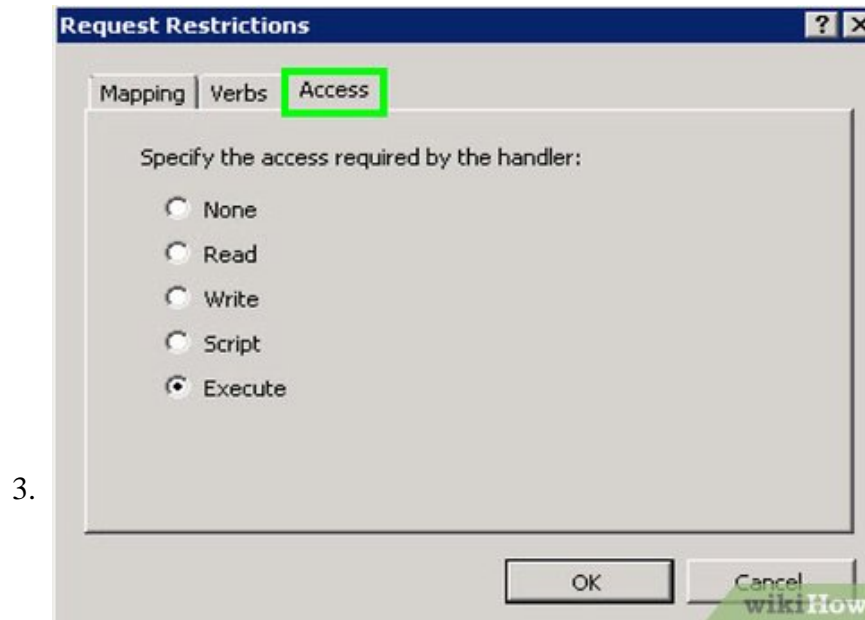 Request Restrictions
Mapping Verbs Access
Specify the access required by the handler:
None
Read
Write
Script
Execute
3.
OK Cancel
wikiHow